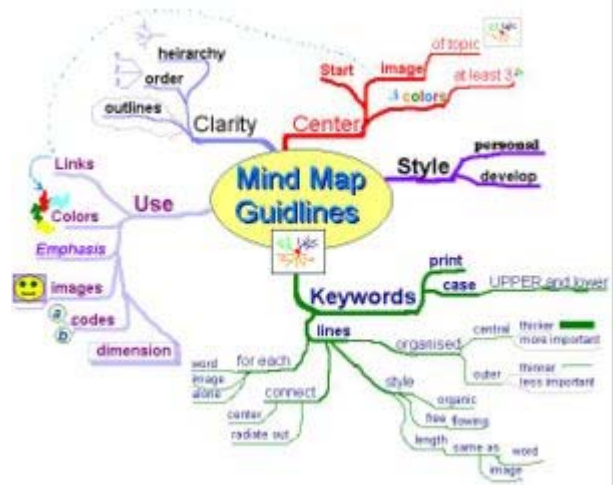 Mind Map
Guidlines
Center
Start
image
of topic
colors
at least 3
Style
personal
develop
Keywords
print
case
UPPER and lower
lines
organised
central
thicker
more important
outer
thinner
less important
style
organic
free flowing
length
same as
word
image
connect
center
radiate out
for each
word
image
alone
Use
Links
Colors
Emphasis
images
codes
a
b
dimension
Clarity
heirarchy
order
outlines